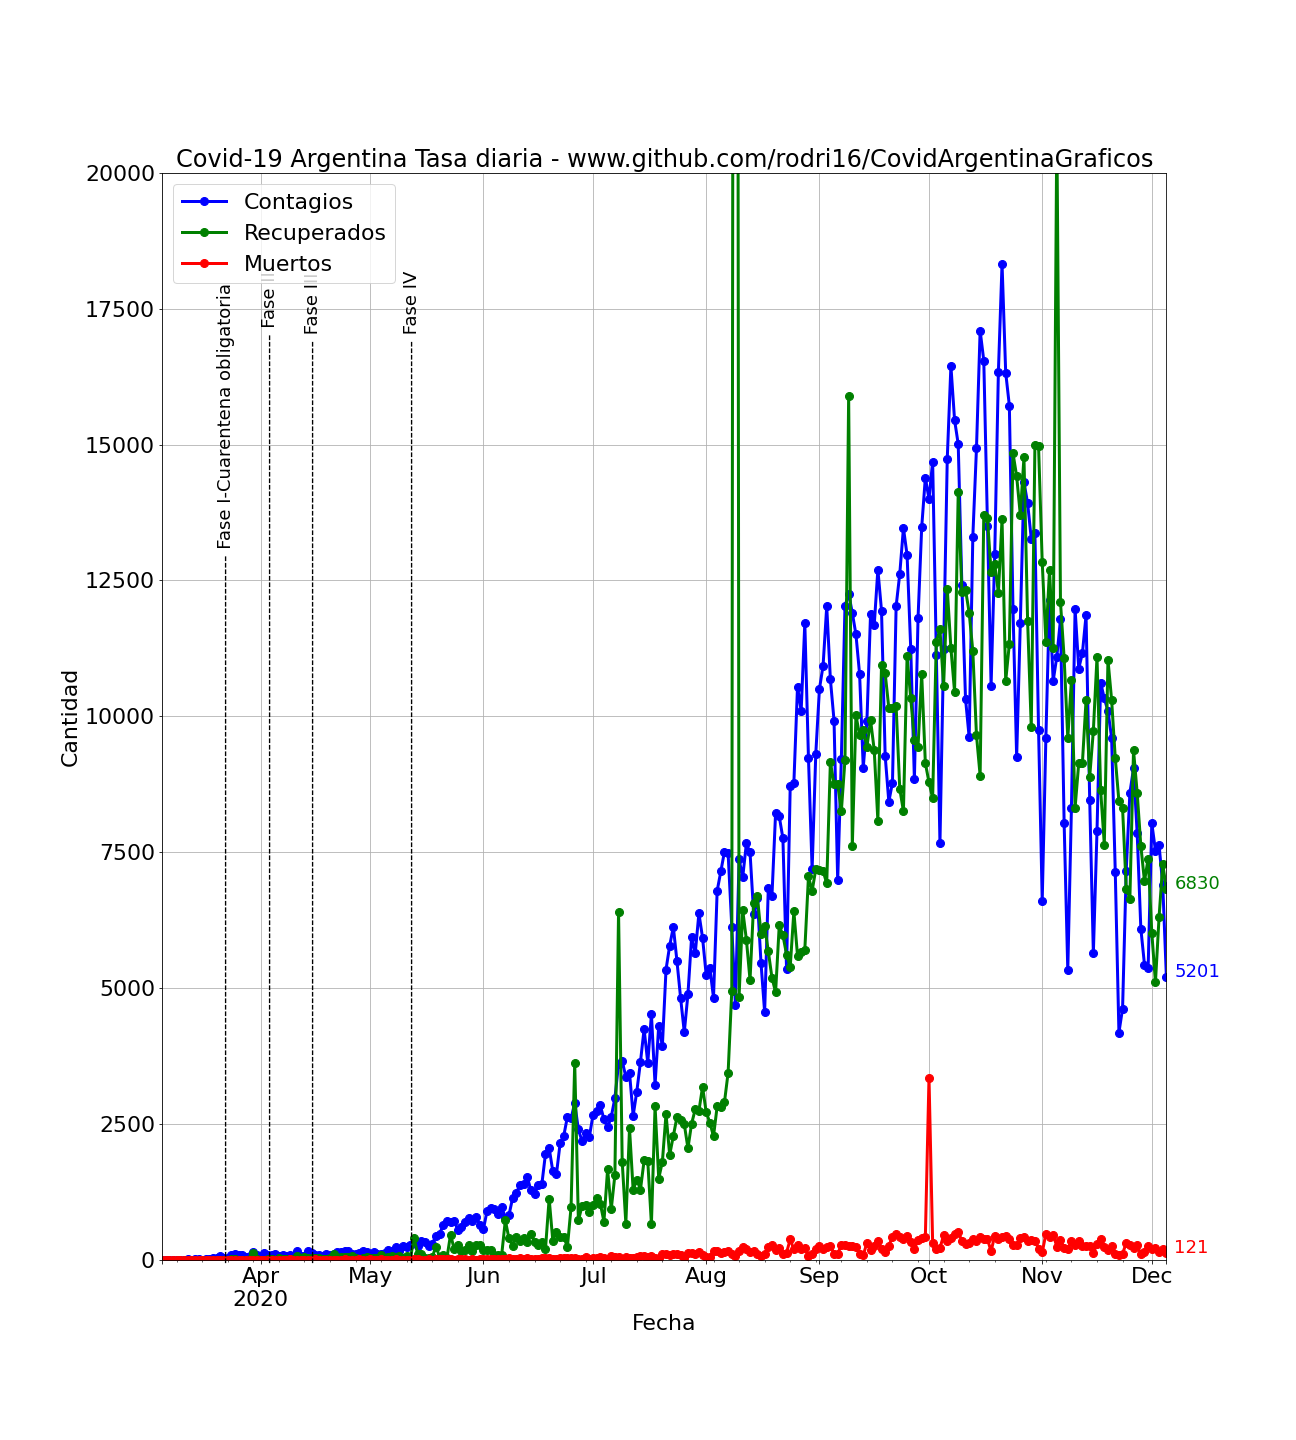 Covid-19 Argentina Tasa diaria - www.github.com/rodri16/CovidArgentinaGraficos
20000
17500
15000
12500
10000
7500
5000
2500
0
Cantidad
Contagios
Recuperados
Muertos
Fase I-Cuarentena obligatoria
Fase II
Fase III
Fase IV
6830
5201
121
Apr
2020
May
Jun
Jul
Aug
Sep
Oct
Nov
Dec
Fecha